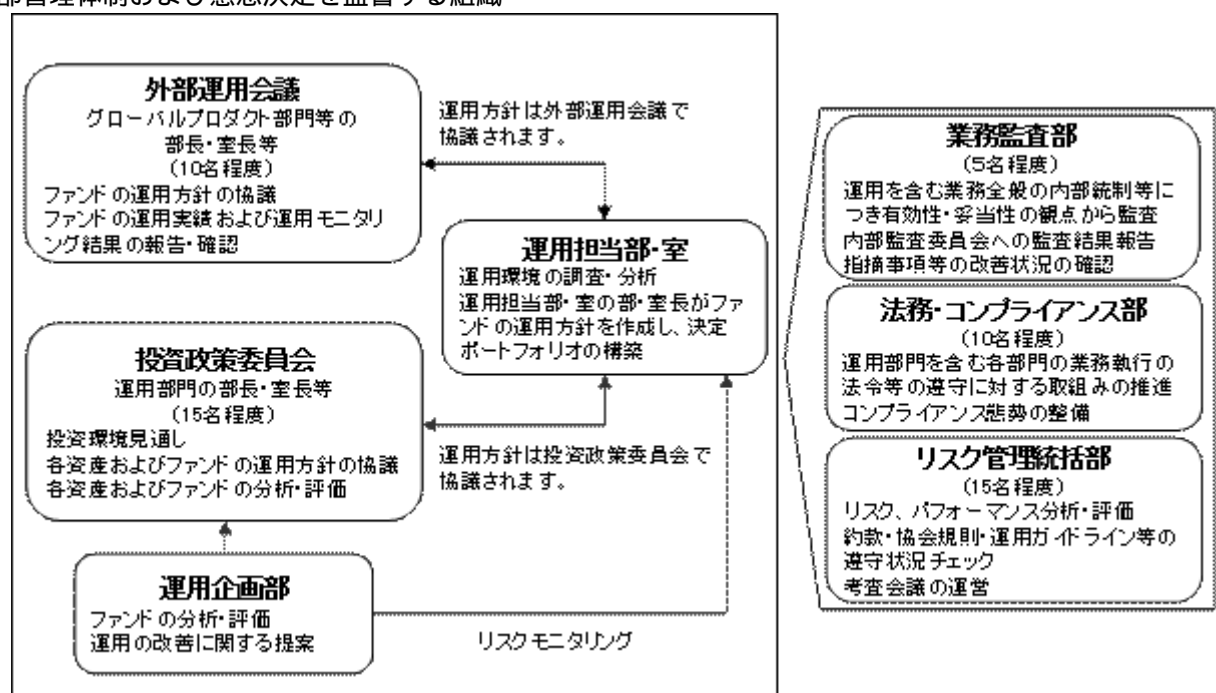 部管理体制および意思決定を監督する組織
外部運用会議
グローバルプロダクト部門等の
部長・室長等
(10名程度)
ファンドの運用方針の協議
ファンドの運用実績および運用モニタリ
ング結果の報告・確認
運用方針は外部運用会議で
協議されます。
運用担当部・室
運用環境の調査・分析
運用担当部・室の部・室長がファ
ンドの運用方針を作成し、決定
ポートフォリオの構築
投資政策委員会
運用部門の部長・室長等
(15名程度)
投資環境見通し
各資産およびファンドの運用方針の協議
各資産およびファンドの分析・評価
運用方針は投資政策委員会で
協議されます。
運用企画部
ファンドの分析・評価
運用の改善に関する提案
リスクモニタリング
業務監査部
(5名程度)
運用を含む業務全般の内部統制等に
つき有効性・妥当性の観点から監査
内部監査委員会への監査結果報告
指摘事項等の改善状況の確認
法務・コンプライアンス部
(10名程度)
運用部門を含む各部門の業務執行の
法令等の遵守に対する取組みの推進
コンプライアンス態勢の整備
リスク管理統括部
(15名程度)
リスク、パフォーマンス分析・評価
約款・協会規則・運用ガイドライン等の
遵守状況チェック
考査会議の運営